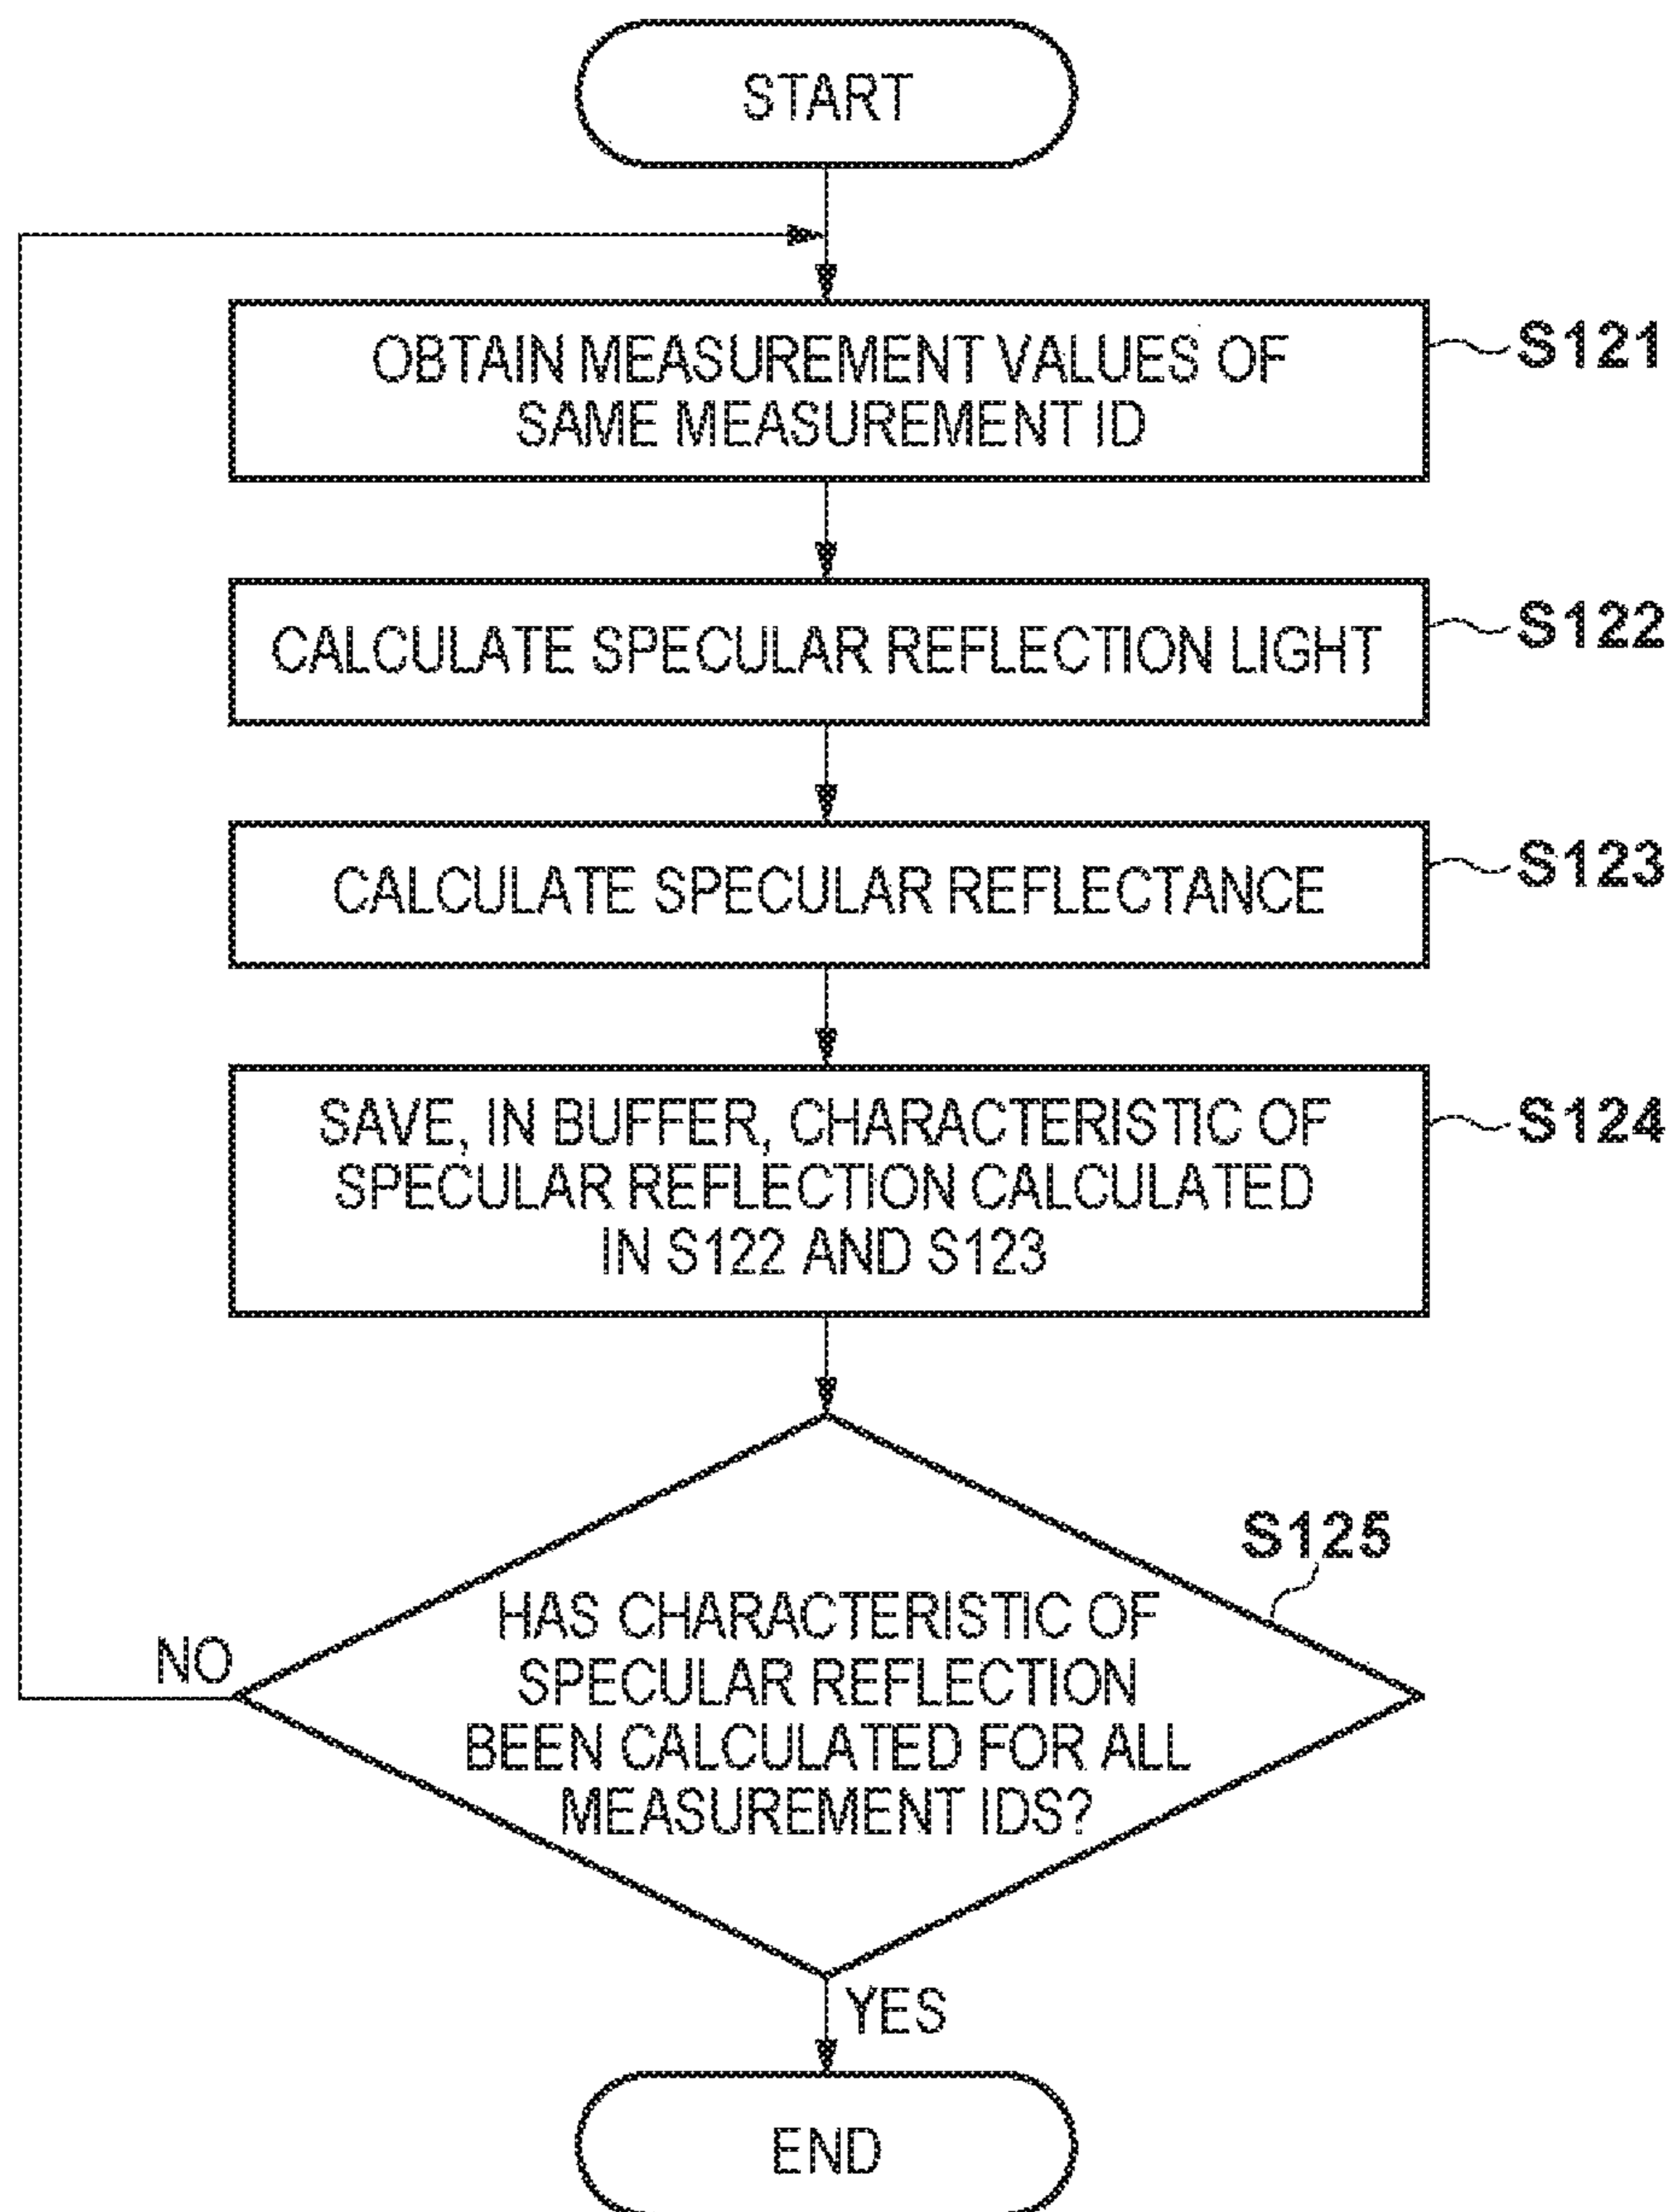 START
OBTAIN MEASUREMENT VALUES OF
SAME MEASUREMENT ID
S121
CALCULATE SPECULAR REFLECTION LIGHT
S122
CALCULATE SPECULAR REFLECTANCE
S123
SAVE, IN BUFFER, CHARACTERISTIC OF
SPECULAR REFLECTION CALCULATED
IN S122 AND S123
S124
S125
HAS CHARACTERISTIC OF
SPECULAR REFLECTION
BEEN CALCULATED FOR ALL
MEASUREMENT IDS?
NO
YES
END